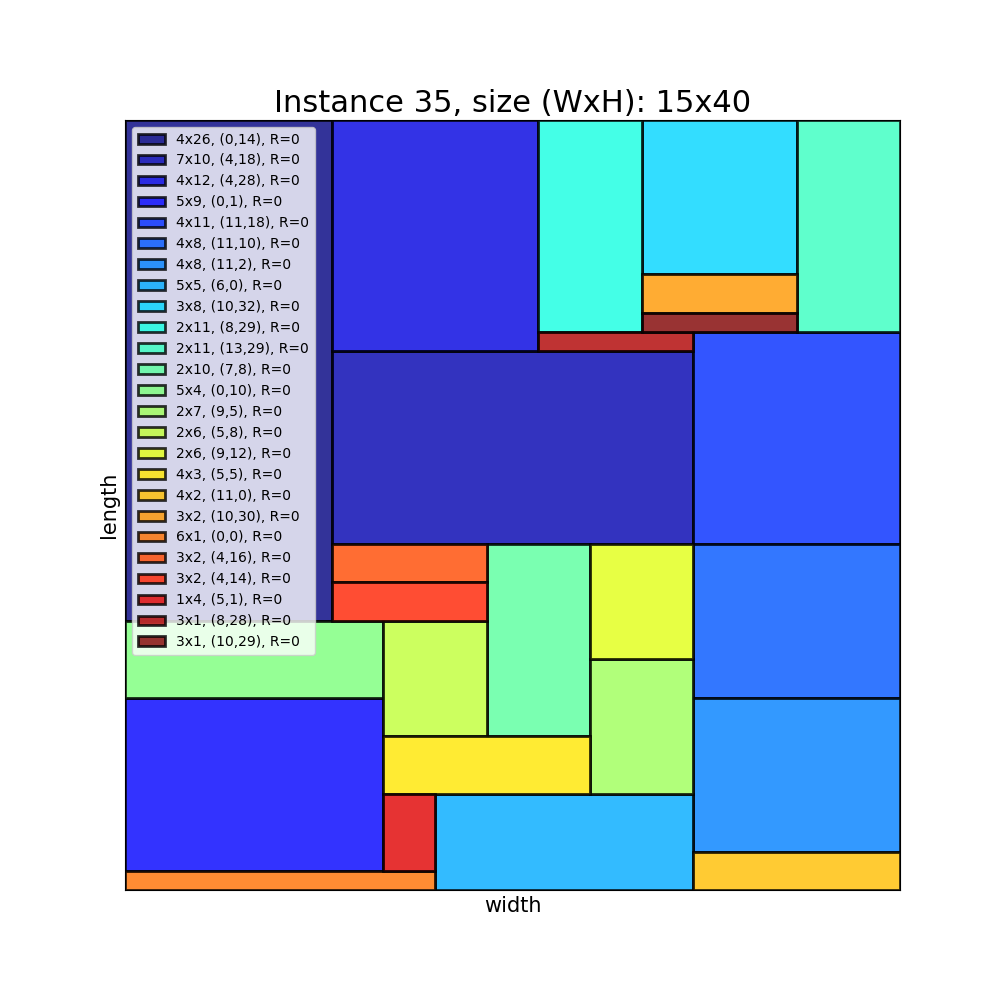 Instance 35, size (WxH): 15x40
4x26, (0,14), R=0
7x10, (4,18), R=0
4x12, (4,28), R=0
5x9, (0,1), R=0
4x11, (11,18), R=0
4x8, (11,10), R=0
4x8, (11,2), R=0
5x5, (6,0), R=0
3x8, (10,32), R=0
2x11, (8,29), R=0
2x11, (13,29), R=0
2x10, (7,8), R=0
5x4, (0,10), R=0
2x7, (9,5), R=0
2x6, (5,8), R=0
2x6, (9,12), R=0
4x3, (5,5), R=0
4x2, (11,0), R=0
3x2, (10,30), R=0
6x1, (0,0), R=0
3x2, (4,16), R=0
3x2, (4,14), R=0
1x4, (5,1), R=0
3x1, (8,28), R=0
3x1, (10,29), R=0
length
width